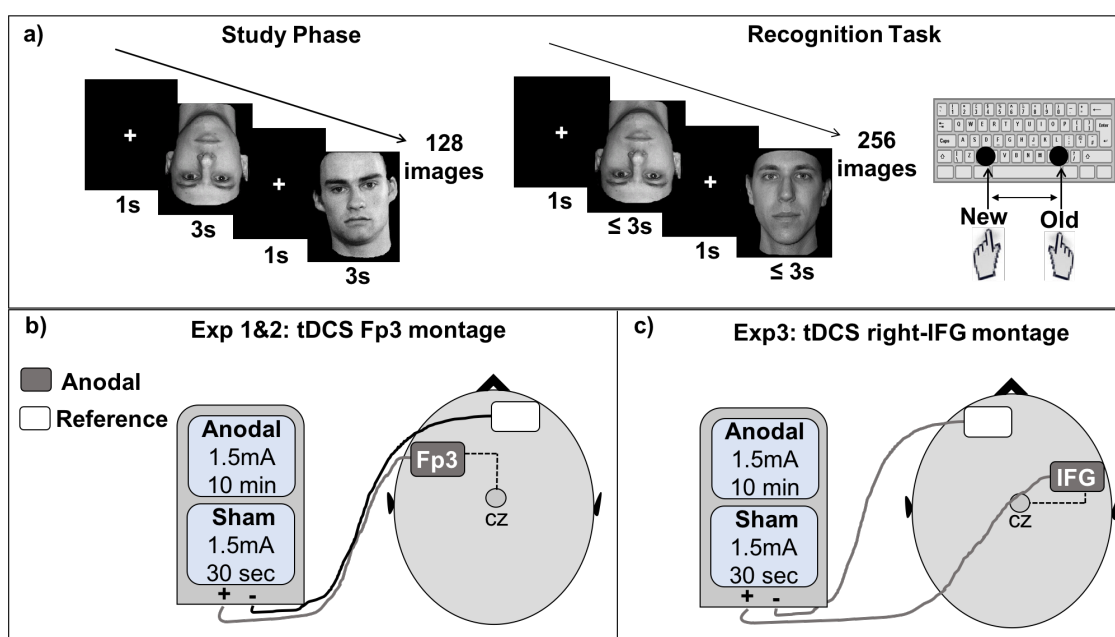 a)
Study Phase
+
1s
3s
+
1s
3s
128
images
Recognition Task
+
1s
≤ 3s
+
1s
≤ 3s
256
images
Q W E R T Y U I O P
Enter
Caps A S D F G H J K L
New
Old
b)
Exp 1&2: tDCS Fp3 montage
Anodal
Reference
Anodal
1.5mA
10 min
Sham
1.5mA
30 sec
+ -
Fp3
cz
c)
Exp3: tDCS right-IFG montage
Anodal
1.5mA
10 min
Sham
1.5mA
30 sec
+ -
IFG
cz